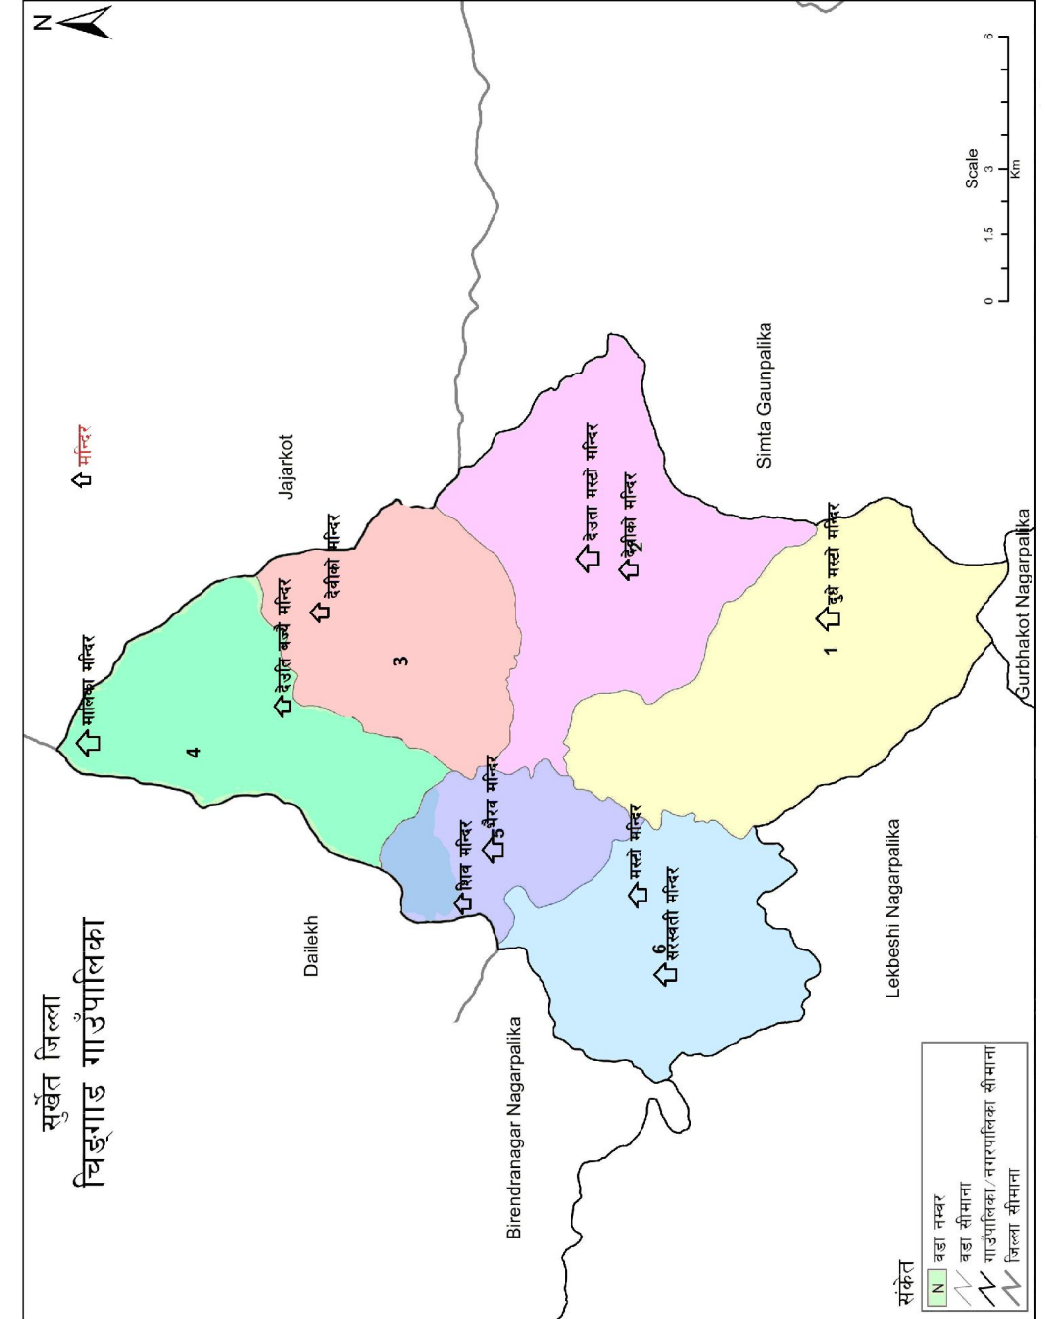 सुर्खेत जिल्ला
चिङ्गाड गाउँपालिका
N
मन्दिर
मालिका मन्दिर
4
देउति बज्यै मन्दिर
देवीको मन्दिर
3
Jajarkot
Dailekh
शिव मन्दिर
भैरव मन्दिर
5
देउता मस्टो मन्दिर
देवीको मन्दिर
मस्टो मन्दिर
6
सरस्वती मन्दिर
दुधे मस्टो मन्दिर
1
Simta Gaunpalika
Birendranagar Nagarpalika
Lekbeshi Nagarpalika
Gurbhakot Nagarpalika
संकेत
N वडा नम्बर
वडा सीमाना
गाउँपालिका/नगरपालिका सीमाना
जिल्ला सीमाना
Scale
0 1.5 3 6
Km